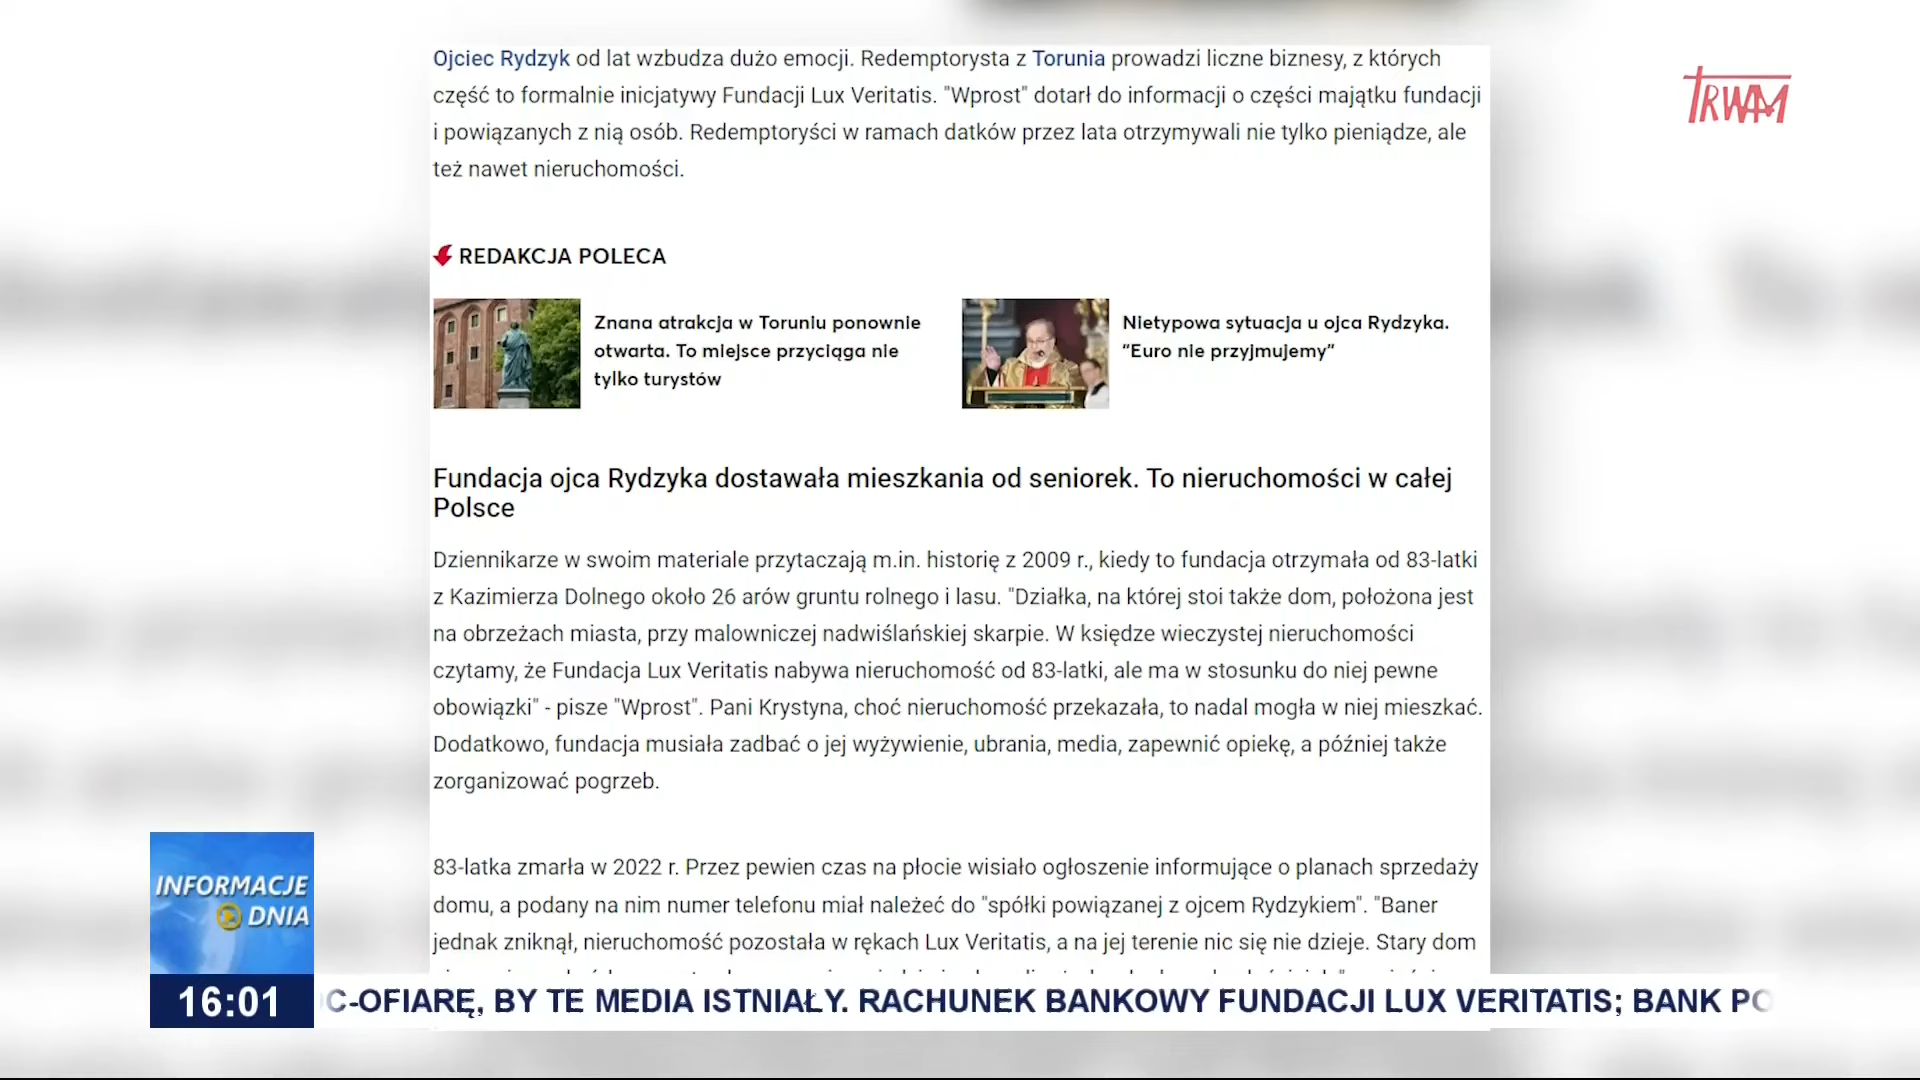 Ojciec Rydzyk od lat wzbudza dużo emocji. Redemptorysta z Torunia prowadzi liczne biznesy, z których
część to formalnie inicjatywy Fundacji Lux Veritatis. "Wprost" dotarł do informacji o części majątku fundacji
i powiązanych z nią osób. Redemptoryści w ramach datków przez lata otrzymywali nie tylko pieniądze, ale
też nawet nieruchomości.
TRWAM
REDAKCJA POLECA
Znana atrakcja w Toruniu ponownie
otwarta. To miejsce przyciąga nie
tylko turystów
Nietypowa sytuacja u ojca Rydzyka.
"Euro nie przyjmujemy"
Fundacja ojca Rydzyka dostawała mieszkania od seniorek. To nieruchomości w całej
Polsce
Dziennikarze w swoim materiale przytaczają m.in. historię z 2009 r., kiedy to fundacja otrzymała od 83-latki
z Kazimierza Dolnego około 26 arów gruntu rolnego i lasu. "Działka, na której stoi także dom, położona jest
na obrzeżach miasta, przy malowniczej nadwiślańskiej skarpie. W księdze wieczystej nieruchomości
czytamy, że Fundacja Lux Veritatis nabywa nieruchomość od 83-latki, ale ma w stosunku do niej pewne
obowiązki" - pisze "Wprost". Pani Krystyna, choć nieruchomość przekazała, to nadal mogła w niej mieszkać.
Dodatkowo, fundacja musiała zadbać o jej wyżywienie, ubrania, media, zapewnić opiekę, a później także
zorganizować pogrzeb.
83-latka zmarła w 2022 r. Przez pewien czas na płocie wisiało ogłoszenie informujące o planach sprzedaży
domu, a podany na nim numer telefonu miał należeć do "spółki powiązanej z ojcem Rydzykiem". "Baner
jednak zniknął, nieruchomość pozostała w rękach Lux Veritatis, a na jej terenie nic się nie dzieje. Stary dom
INFORMACJE
DNIA
16:01
C-OFIARĘ, BY TE MEDIA ISTNIAŁY. RACHUNEK BANKOWY FUNDACJI LUX VERITATIS; BANK PO